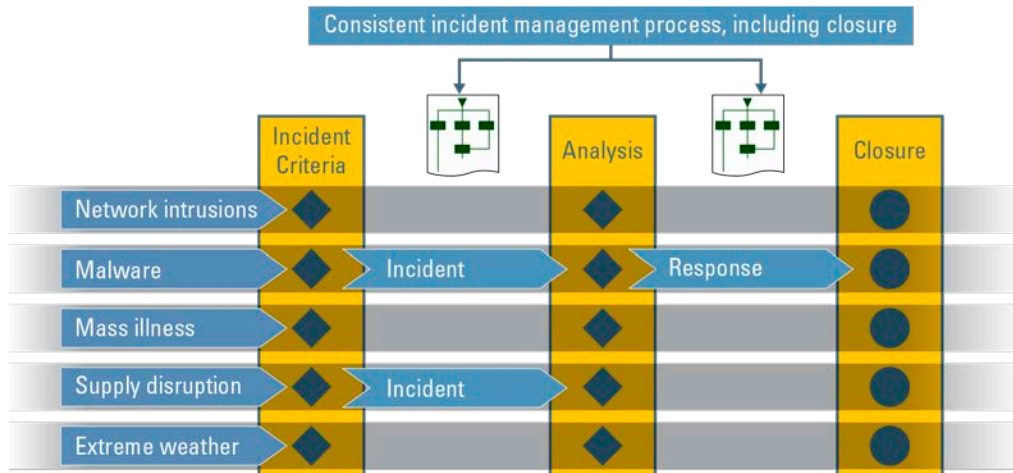 Consistent incident management process, including closure
Incident
Criteria
Analysis
Closure
Network intrusions
Malware
Incident
Response
Mass illness
Supply disruption
Incident
Extreme weather